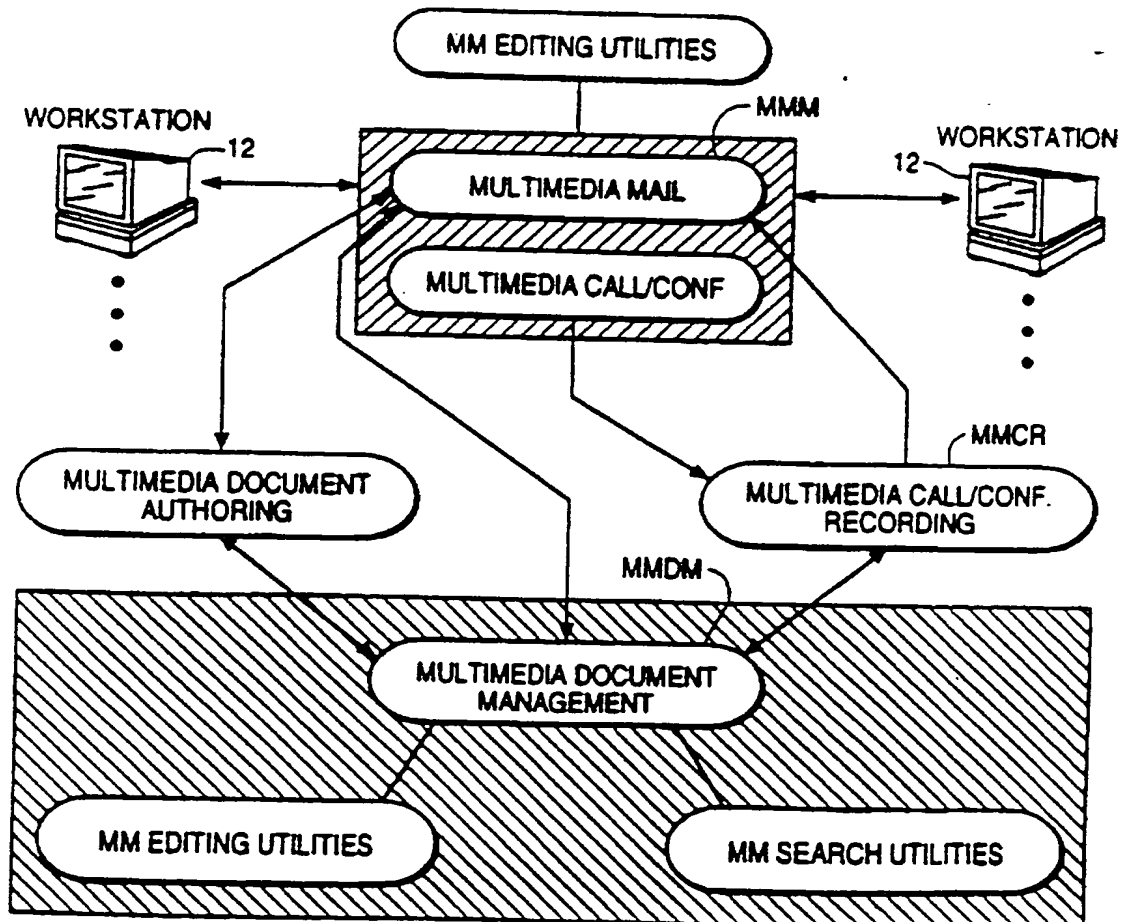 MM EDITING UTILITIES
MMM
WORKSTATION
12
WORKSTATION
12
MULTIMEDIA MAIL
MULTIMEDIA CALL/CONF
MMCR
MULTIMEDIA DOCUMENT
AUTHORING
MULTIMEDIA CALL/CONF.
RECORDING
MMDM
MULTIMEDIA DOCUMENT
MANAGEMENT
MM EDITING UTILITIES
MM SEARCH UTILITIES